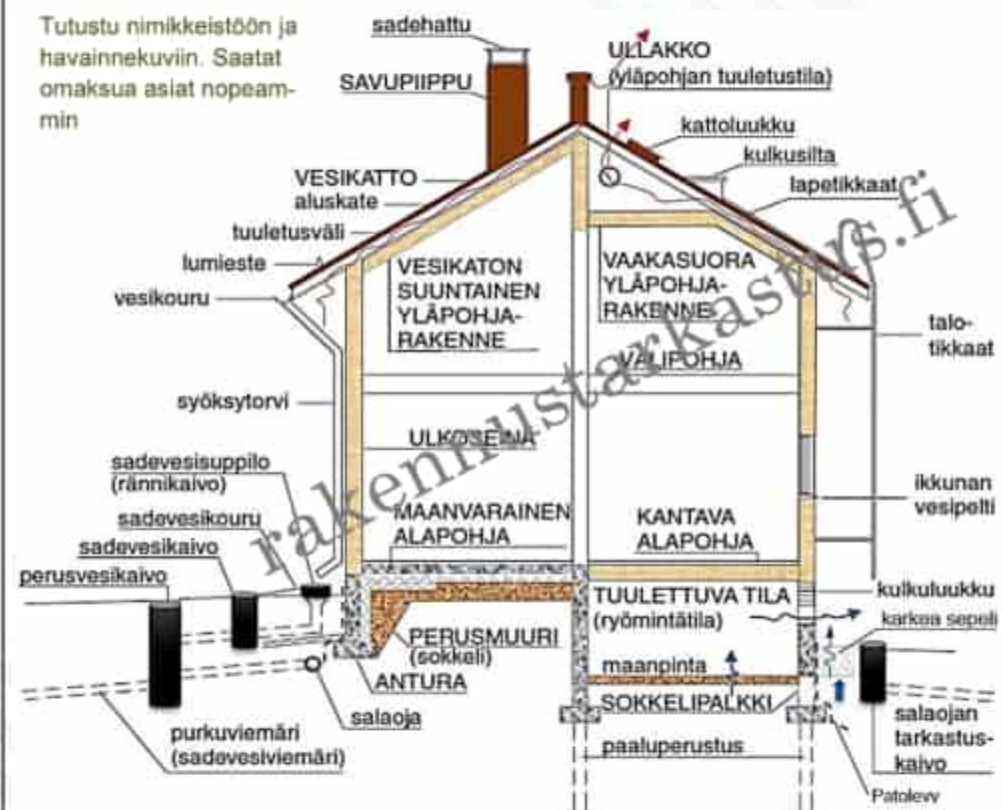 Tutustu nimikkeistöön ja
havainnekuviin. Saatat
omaksua asiat nopeam-
min
sadehattu
SAVUPIIPPU
ULLAKKO
(yläpohjan tuuletustila)
kattoluukku
kulkusilta
lapetikkaat
VESIKATTO
aluskate
tuuletusväli
lumieste
vesikouru
VESIKATON
SUUNTAINEN
YLÄPOHJA-
RAKENNE
VAAKASUORA
YLÄPOHJA-
RAKENNE
talo-
tikkaat
VÄLIPOHJA
syöksytorvi
ULKOSEINÄ
rakennustarkastus.fi
sadevesisuppilo
(rännikaivo)
sadevesikouru
sadevesikaivo
perusvesikaivo
MAANVARAINEN
ALAPOHJA
KANTAVA
ALAPOHJA
ikkunan
vesipelti
TUULETTUVA TILA
(ryömintätila)
kulkuluukku
karkea sepeli
PERUSMUURI
(sokkeli)
ANTURA
maanpinta
SOKKELIPALKKI
salaoja
purkuviemäri
(sadevesiviemäri)
paaluperustus
salaojan
tarkastus-
kaivo
Patolevy